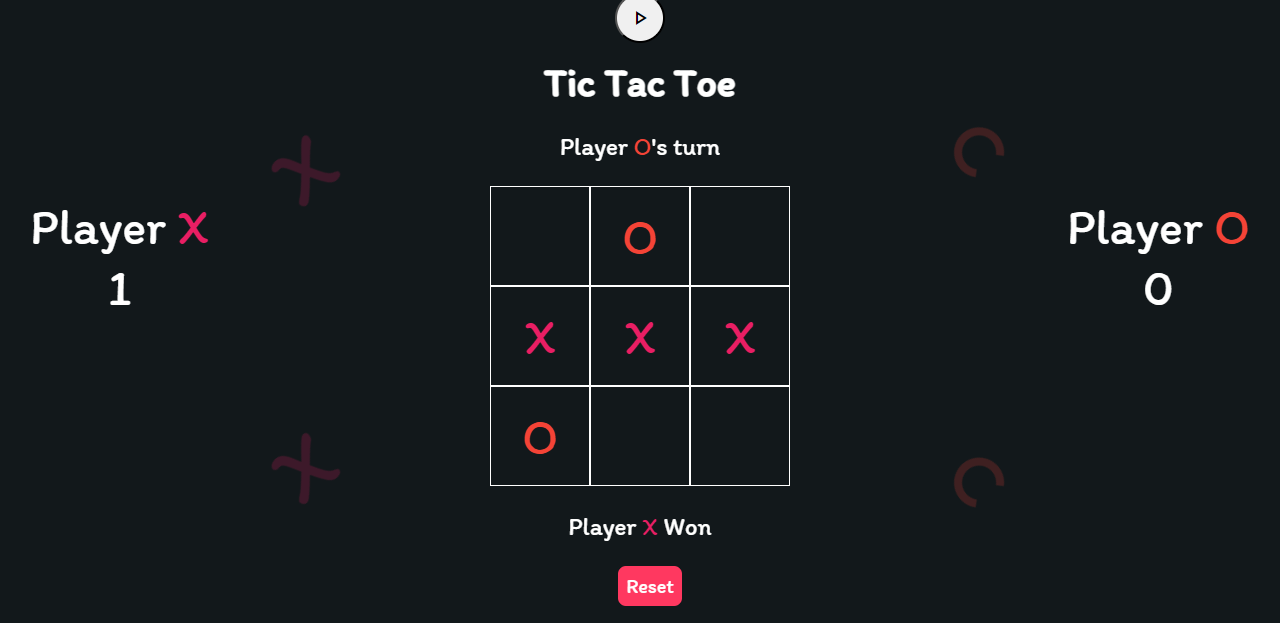 Tic Tac Toe
Player O's turn
Player X
1
Player O
0
O
X X X
O
Player X Won
Reset